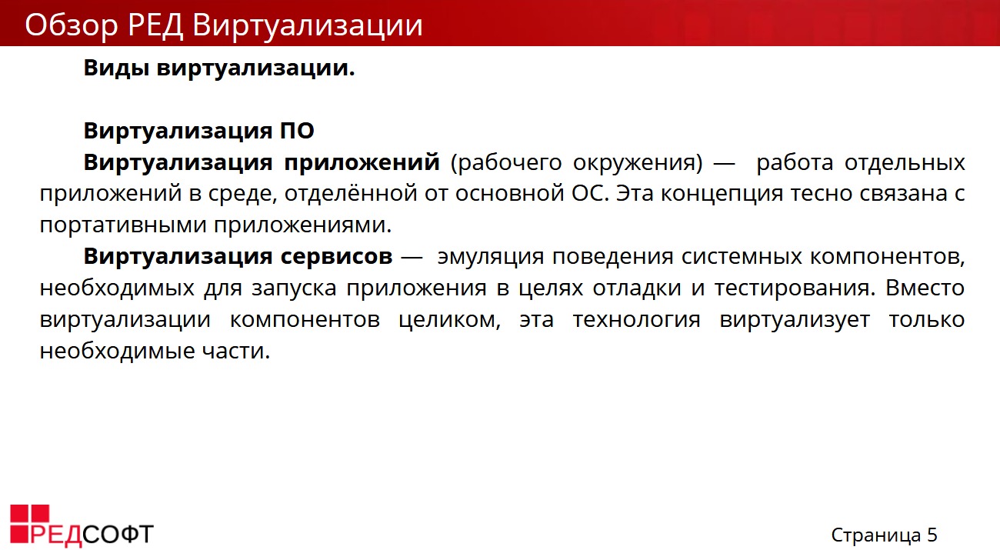 Обзор РЕД Виртуализации
Виды виртуализации.
Виртуализация ПО
Виртуализация приложений (рабочего окружения) — работа отдельных
приложений в среде, отделённой от основной ОС. Эта концепция тесно связана с
портативными приложениями.
Виртуализация сервисов — эмуляция поведения системных компонентов,
необходимых для запуска приложения в целях отладки и тестирования. Вместо
виртуализации компонентов целиком, эта технология виртуализует только
необходимые части.
РЕДСОФТ
Страница 5